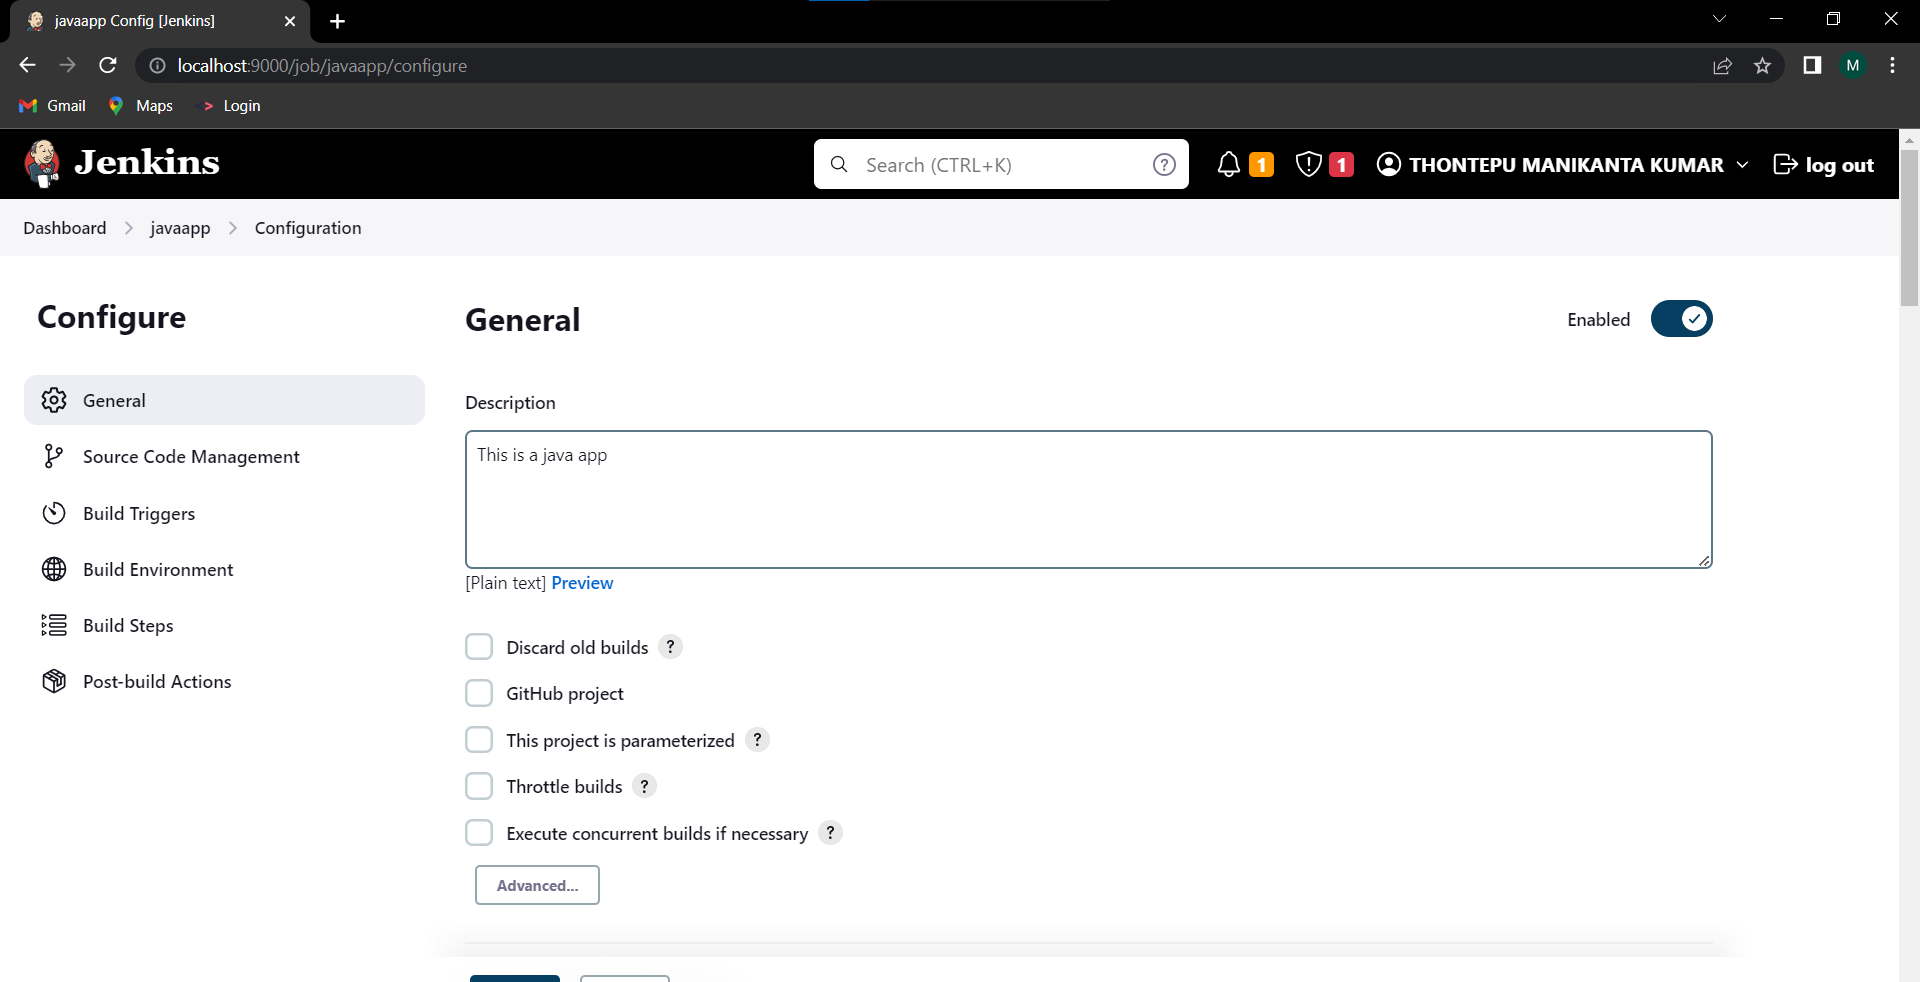 javaapp Config [Jenkins]
localhost:9000/job/javaapp/configure
M
Gmail Maps Login
Jenkins
Search (CTRL+K)
?
1
1
THONTEPU MANIKANTA KUMAR
log out
Dashboard javaapp Configuration
Configure
General
Source Code Management
Build Triggers
Build Environment
Build Steps
Post-build Actions
General
Enabled
Description
This is a java app
[Plain text] Preview
Discard old builds ?
GitHub project
This project is parameterized ?
Throttle builds ?
Execute concurrent builds if necessary ?
Advanced...